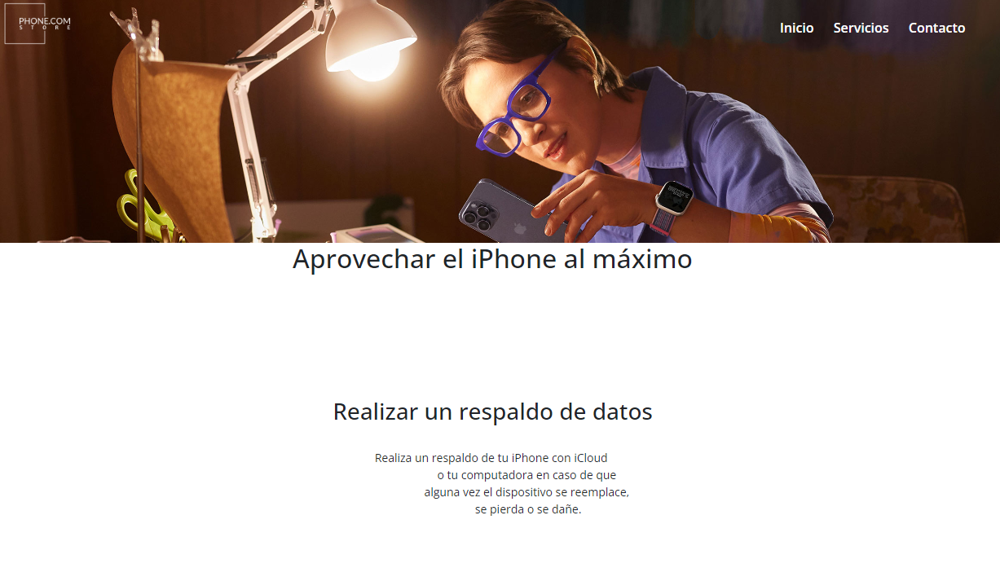 PHONE.COM
STORE
Inicio Servicios Contacto
Aprovechar el iPhone al máximo
Realizar un respaldo de datos
Realiza un respaldo de tu iPhone con iCloud
o tu computadora en caso de que
alguna vez el dispositivo se reemplace,
se pierda o se dañe.